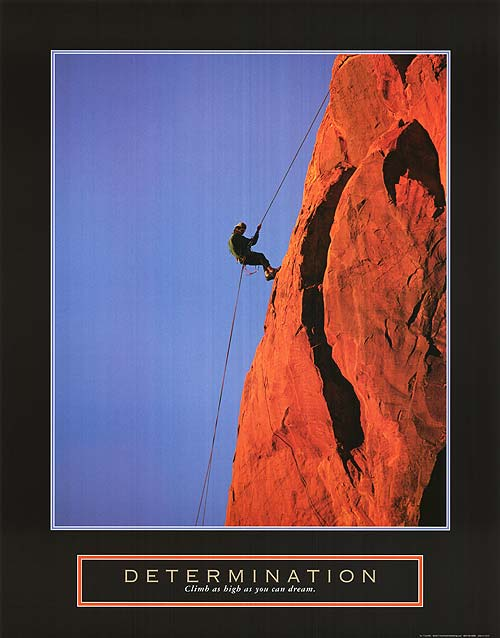 DETERMINATION
Climb as high as you can dream.